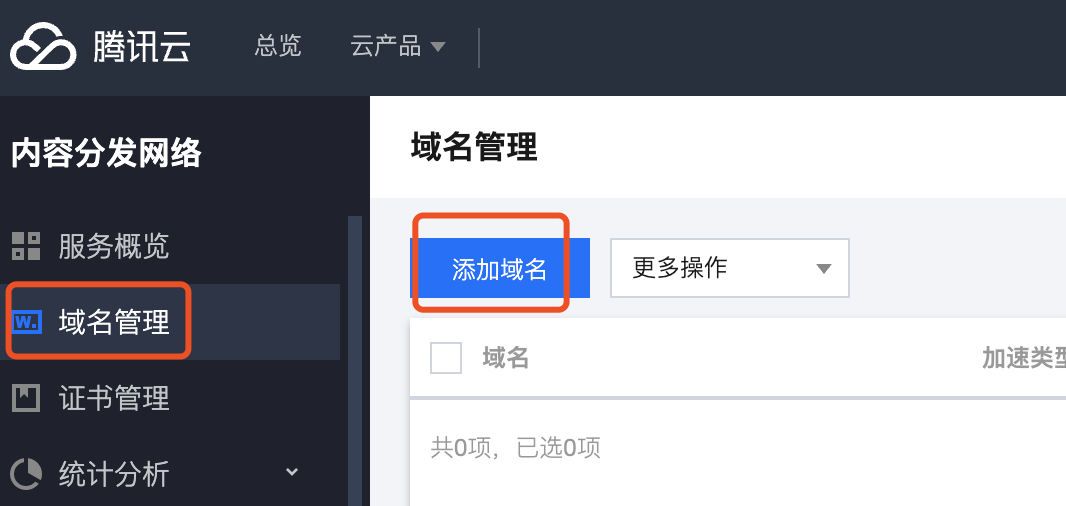 腾讯云 总览 云产品
内容分发网络
域名管理
服务概览
添加域名 更多操作
W. 域名管理
域名 加速类型
证书管理
共0项，已选0项
统计分析